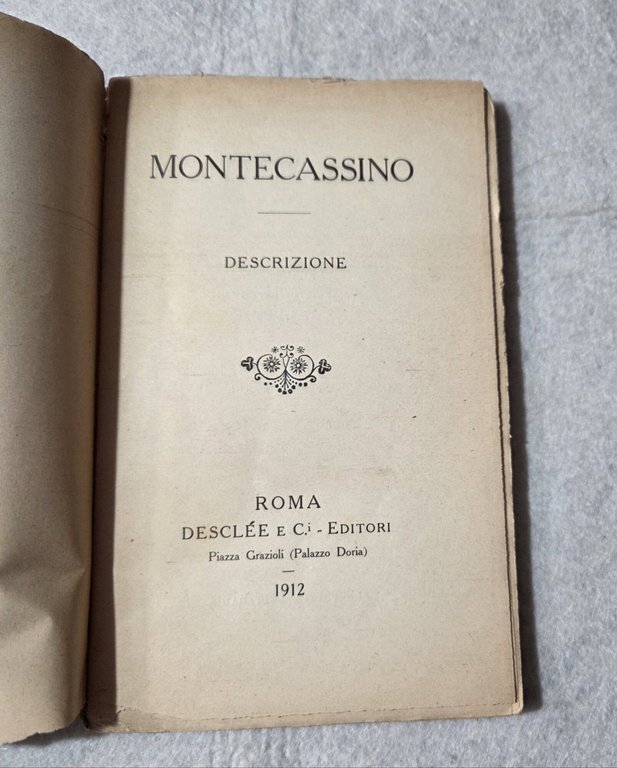 MONTECASSINO
DESCRIZIONE
ROMA
DESCLÉE E C.i - EDITORI
Piazza Grazioli (Palazzo Doria)
1912